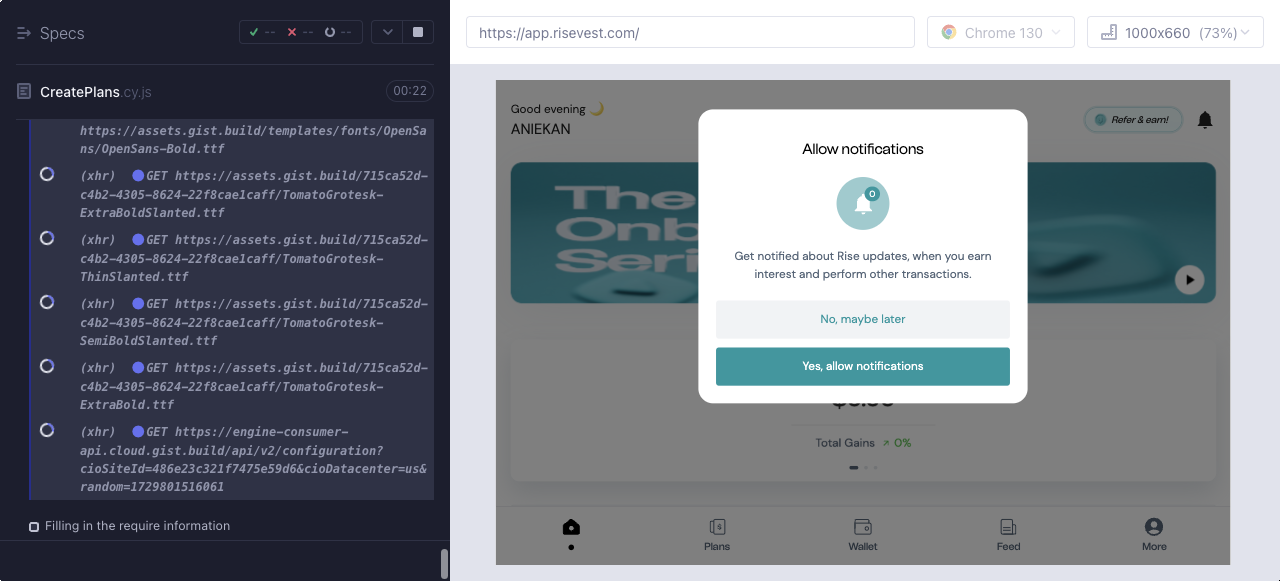 Specs
--
--
--
CreatePlans.cy.js
00:22
https://assets.gist.build/templates/fonts/OpenSa
ns/OpenSans-Bold.ttf
(xhr) GET https://assets.gist.build/715ca52d-
c4b2-4305-8624-22f8cae1caff/TomatoGrotesk-
ExtraBoldSlanted.ttf
(xhr) GET https://assets.gist.build/715ca52d-
c4b2-4305-8624-22f8cae1caff/TomatoGrotesk-
ThinSlanted.ttf
(xhr) GET https://assets.gist.build/715ca52d-
c4b2-4305-8624-22f8cae1caff/TomatoGrotesk-
SemiBoldSlanted.ttf
(xhr) GET https://assets.gist.build/715ca52d-
c4b2-4305-8624-22f8cae1caff/TomatoGrotesk-
ExtraBold.ttf
(xhr) GET https://engine-consumer-
api.cloud.gist.build/api/v2/configuration?
cioSiteId=486e23c321f7475e59d6&cioDatacenter=us&
random=1729801516061
Filling in the require information
https://app.risevest.com/
Chrome 130
1000x660 (73%)
Good evening
ANIEKAN
Refer & earn!
The
Onb
Seri
Allow notifications
0
Get notified about Rise updates, when you earn
interest and perform other transactions.
No, maybe later
Yes, allow notifications
Total Gains 0%
Plans
Wallet
Feed
More